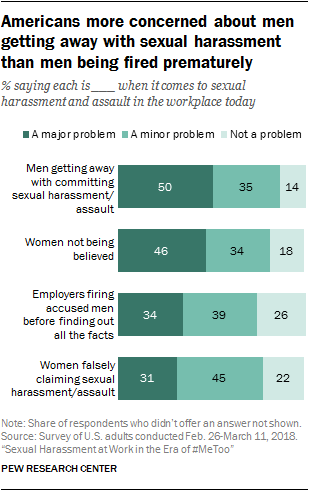 Americans more concerned about men
getting away with sexual harassment
than men being fired prematurely
% saying each is ____ when it comes to sexual
harassment and assault in the workplace today
A major problem A minor problem Not a problem
Men getting away
with committing
sexual harassment/
assault
50 35 14
Women not being
believed
46 34 18
Employers firing
accused men
before finding out
all the facts
34 39 26
Women falsely
claiming sexual
harassment/assault
31 45 22
Note: Share of respondents who didn't offer an answer not shown.
Source: Survey of U.S. adults conducted Feb. 26-March 11, 2018.
"Sexual Harassment at Work in the Era of #MeToo"
PEW RESEARCH CENTER